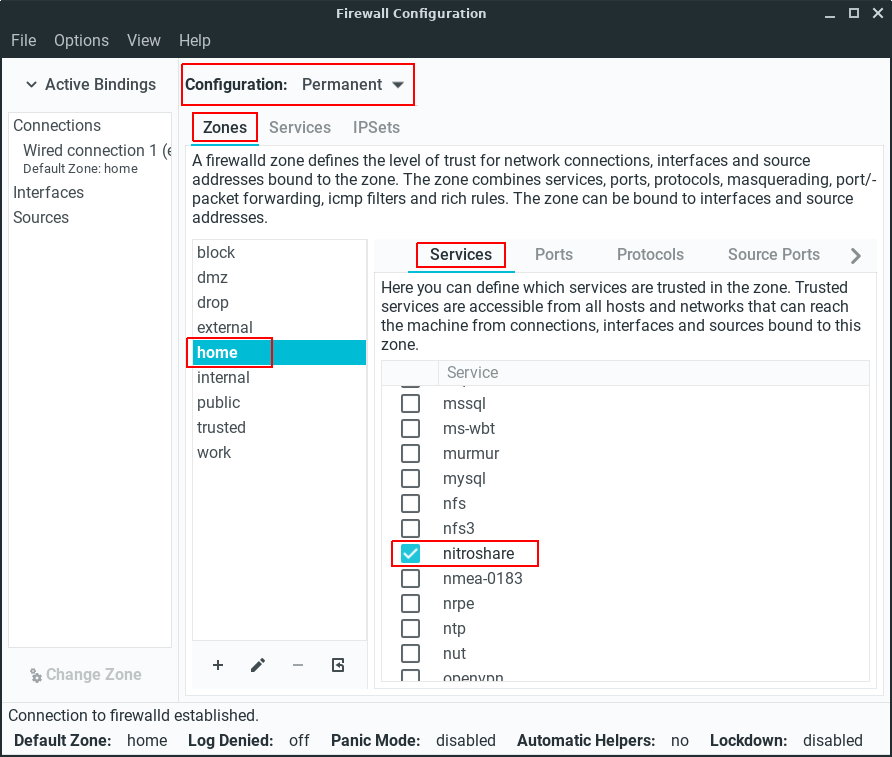 Firewall Configuration
File Options View Help
Active Bindings
Connections
Wired connection 1 (e
Default Zone: home
Interfaces
Sources
Change Zone
Configuration: Permanent
Zones Services IPSets
A firewalld zone defines the level of trust for network connections, interfaces and source
addresses bound to the zone. The zone combines services, ports, protocols, masquerading, port/-
packet forwarding, icmp filters and rich rules. The zone can be bound to interfaces and source
addresses.
block
dmz
drop
external
home
internal
public
trusted
work
Services Ports Protocols Source Ports
Here you can define which services are trusted in the zone. Trusted
services are accessible from all hosts and networks that can reach
the machine from connections, interfaces and sources bound to this
zone.
Service
mssql
ms-wbt
murmur
mysql
nfs
nfs3
nitroshare
nmea-0183
nrpe
ntp
nut
openvpn
Connection to firewalld established.
Default Zone: home Log Denied: off Panic Mode: disabled Automatic Helpers: no Lockdown: disabled